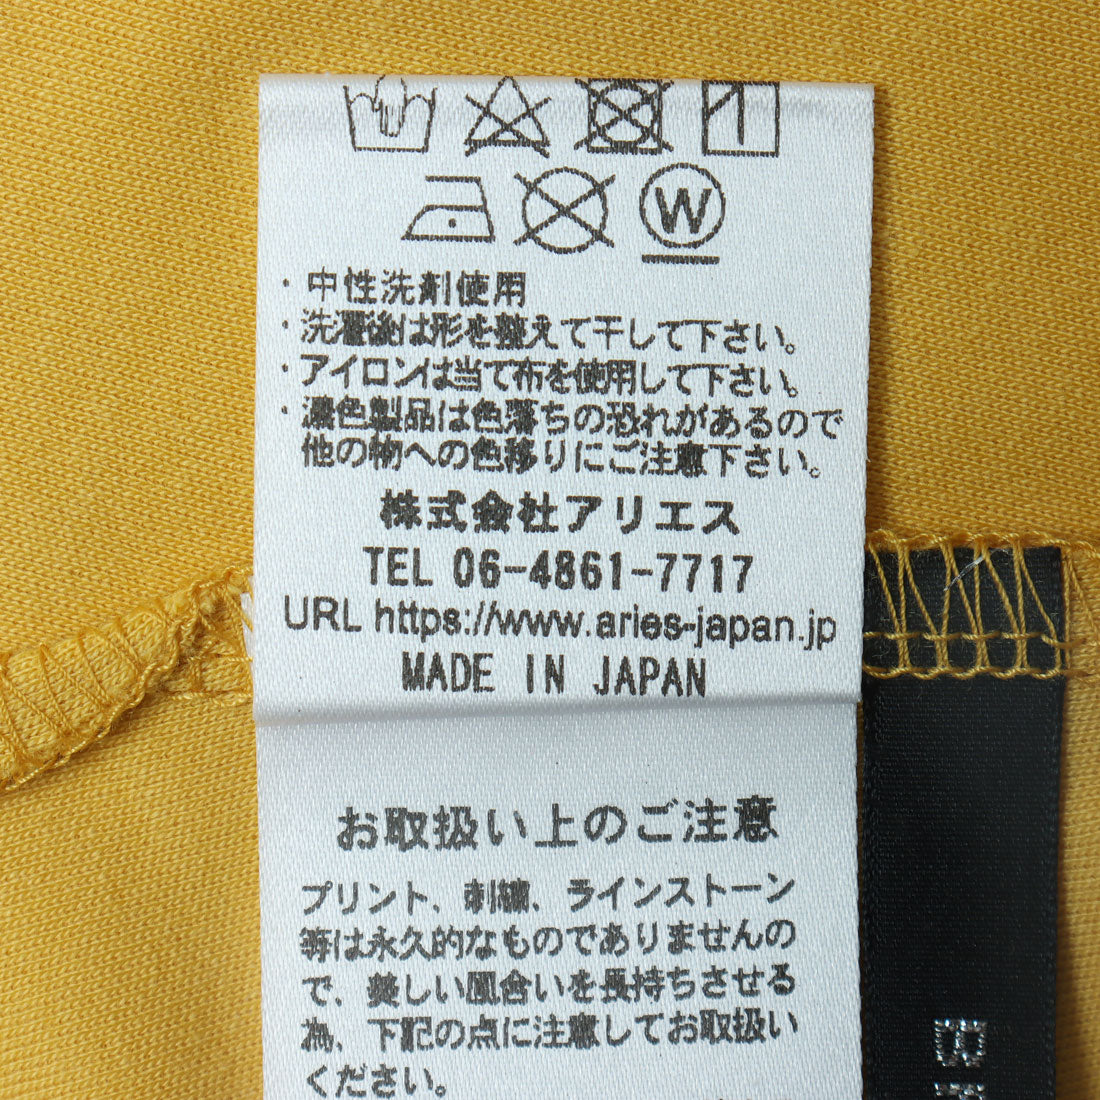 W
・中性洗剤使用
・洗濯後は形を整えて干して下さい。
・アイロンは当て布を使用して下さい。
・濃色製品は色落ちの恐れがあるので
他の物への色移りにご注意下さい。
株式会社アリエス
TEL 06-4861-7717
URL https://www.aries-japan.jp
MADE IN JAPAN
お取扱い上のご注意
プリント、刺繍、ラインストーン
等は永久的なものでありませんの
で、美しい風合いを長持ちさせる
為、下記の点に注意してお取扱い
ください。